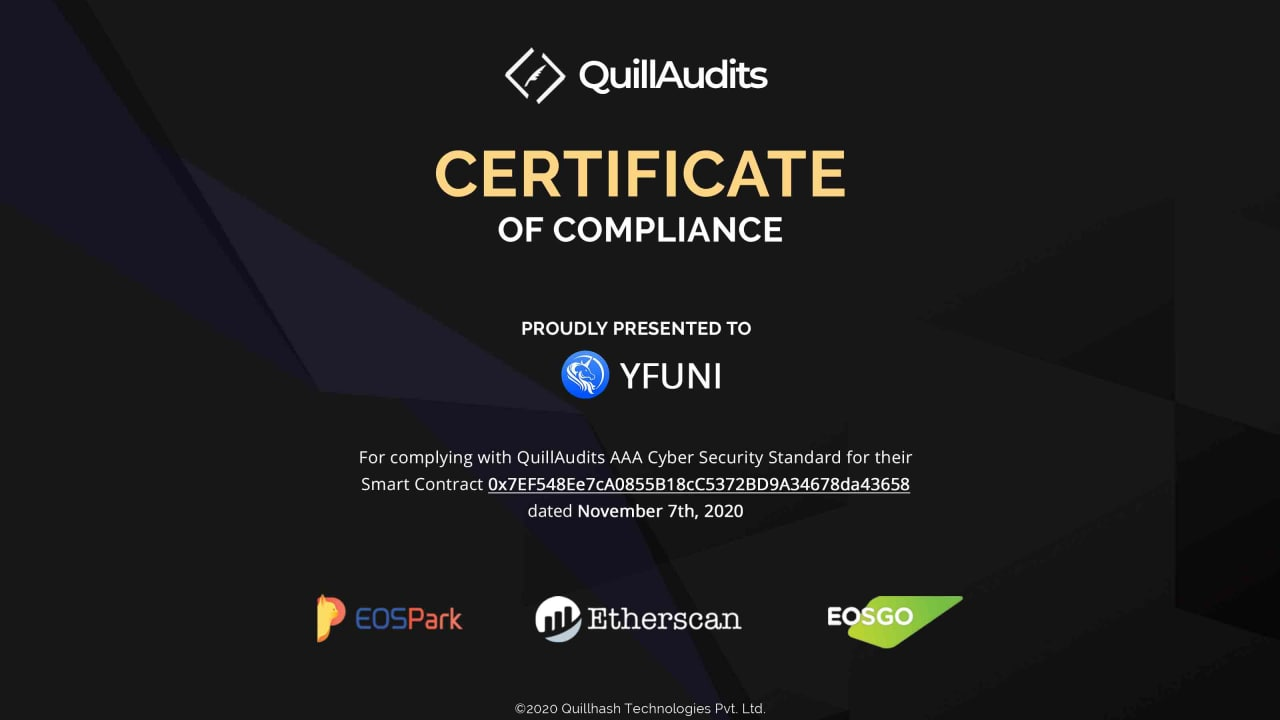 QuillAudits
CERTIFICATE
OF COMPLIANCE
PROUDLY PRESENTED TO
YFUNI
For complying with QuillAudits AAA Cyber Security Standard for their
Smart Contract 0x7EF548Ee7cA0855B18cC5372BD9A34678da43658
dated November 7th, 2020
EOSPark
Etherscan
EOSGO
©2020 Quillhash Technologies Pvt. Ltd.